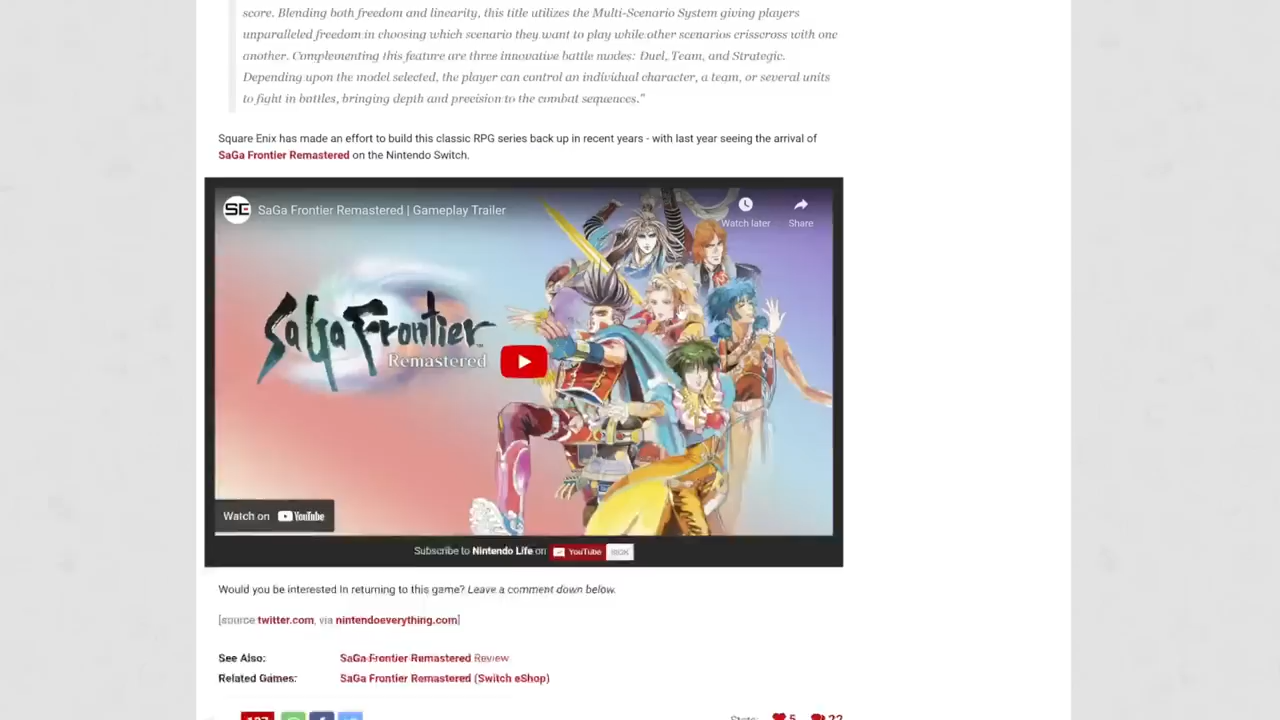 score. Blending both freedom and linearity, this title utilizes the Multi-Scenario System giving players
unparalleled freedom in choosing which scenario they want to play while other scenarios crisscross with one
another. Complementing this feature are three innovative battle modes: Duel, Team, and Strategic.
Depending upon the model selected, the player can control an individual character, a team, or several units
to fight in battles, bringing depth and precision to the combat sequences."
Square Enix has made an effort to build this classic RPG series back up in recent years - with last year seeing the arrival of
SaGa Frontier Remastered on the Nintendo Switch.
SE SaGa Frontier Remastered | Gameplay Trailer
Watch later Share
SaGa Frontier
Remastered
Watch on YouTube
Subscribe to Nintendo Life on YouTube
Would you be interested in returning to this game? Leave a comment down below.
[source twitter.com, via nintendoeverything.com]
See Also: SaGa Frontier Remastered Review
Related Games: SaGa Frontier Remastered (Switch eShop)
5 22